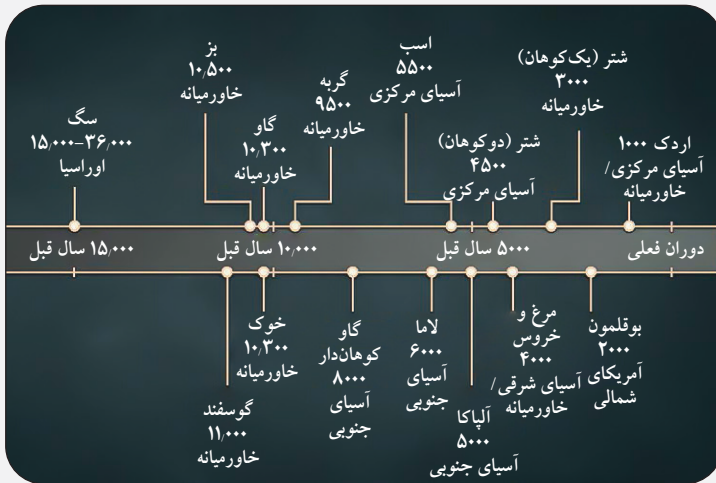 بز
۱۰٫۵۰۰
خاورمیانه
اسب
۵۵۰۰
آسیای مرکزی
شتر (یک‌کوهان)
۳۰۰۰
خاورمیانه
گربه
۹۵۰۰
خاورمیانه
سگ
۱۵٫۰۰۰-۳۶٫۰۰۰
اوراسیا
گاو
۱۰٫۳۰۰
خاورمیانه
شتر (دوکوهان)
۴۵۰۰
آسیای مرکزی
اردک ۱۰۰۰
آسیای مرکزی/
خاورمیانه
۱۵٫۰۰۰ سال قبل
۱۰٫۰۰۰ سال قبل
۵۰۰۰ سال قبل
دوران فعلی
گوسفند
۱۱٫۰۰۰
خاورمیانه
خوک
۱۰٫۳۰۰
خاورمیانه
گاو
کوهان‌دار
۸۰۰۰
آسیای
جنوبی
لاما
۶۰۰۰
آسیای
جنوبی
آلپاکا
۵۰۰۰
آسیای جنوبی
مرغ و
خروس
۴۰۰۰
آسیای شرقی/
خاورمیانه
بوقلمون
۲۰۰۰
آمریکای
شمالی